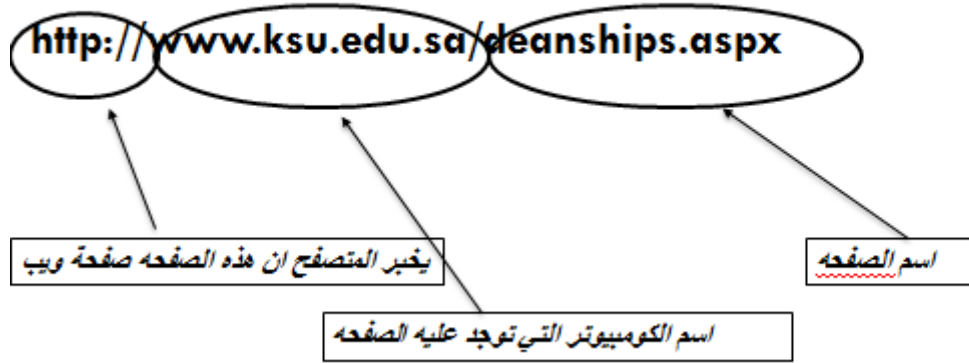 http://www.ksu.edu.sa/deanships.aspx
يخبر المتصفح ان هذه الصفحه صفحة ويب
اسم الصفحه
اسم الكومبيوتر التي توجد عليه الصفحه